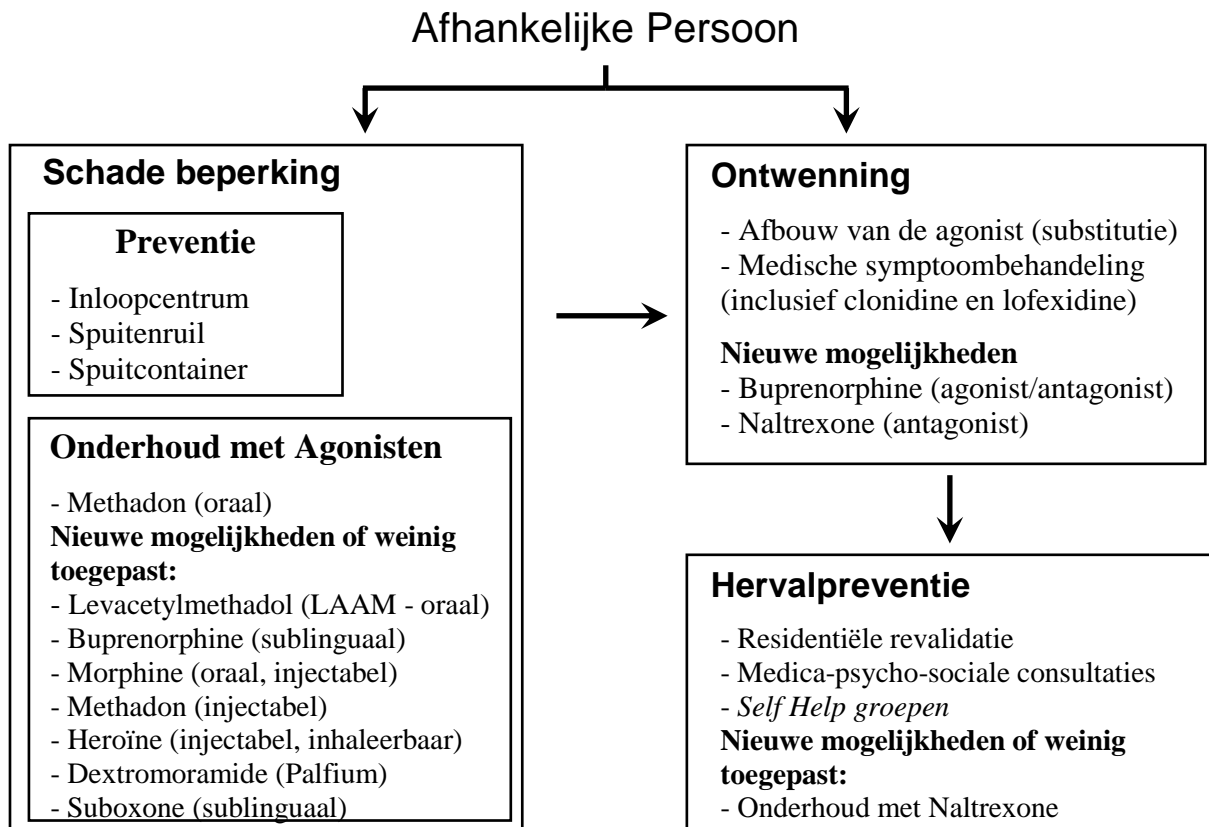 Afhankelijke Persoon
Schade beperking
Preventie
- Inloopcentrum
- Spuitenruil
- Spuitcontainer
Onderhoud met Agonisten
- Methadon (oraal)
Nieuwe mogelijkheden of weinig
toegepast:
- Levacetylmethadol (LAAM - oraal)
- Buprenorphine (sublinguaal)
- Morphine (oraal, injectabel)
- Methadon (injectabel)
- Heroïne (injectabel, inhaleerbaar)
- Dextromoramide (Palfium)
- Suboxone (sublinguaal)
Ontwenning
- Afbouw van de agonist (substitutie)
- Medische symptoombehandeling
(inclusief clonidine en lofexidine)
Nieuwe mogelijkheden
- Buprenorphine (agonist/antagonist)
- Naltrexone (antagonist)
Hervalpreventie
- Residentiële revalidatie
- Medica-psycho-sociale consultaties
- Self Help groepen
Nieuwe mogelijkheden of weinig
toegepast:
- Onderhoud met Naltrexone